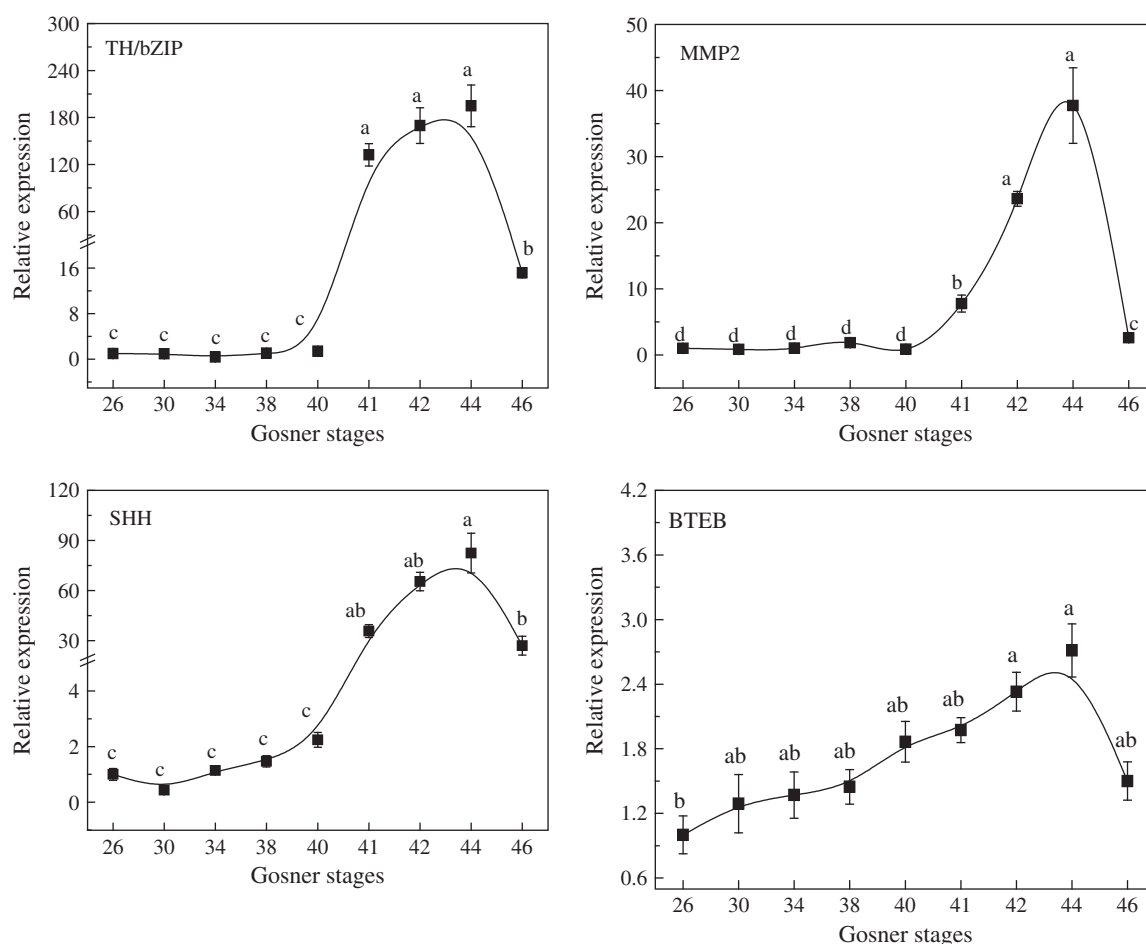 TH/bZIP
Relative expression
300
240
180
120
60
16
8
0
c c c c c a a a b
26 30 34 38 40 41 42 44 46
Gosner stages
MMP2
Relative expression
50
40
30
20
10
0
d d d d d b a a c
26 30 34 38 40 41 42 44 46
Gosner stages
SHH
Relative expression
120
90
60
30
4
2
0
c c c c c ab ab a b
26 30 34 38 40 41 42 44 46
Gosner stages
BTEB
Relative expression
4.2
3.6
3.0
2.4
1.8
1.2
0.6
b ab ab ab ab ab a a ab
26 30 34 38 40 41 42 44 46
Gosner stages